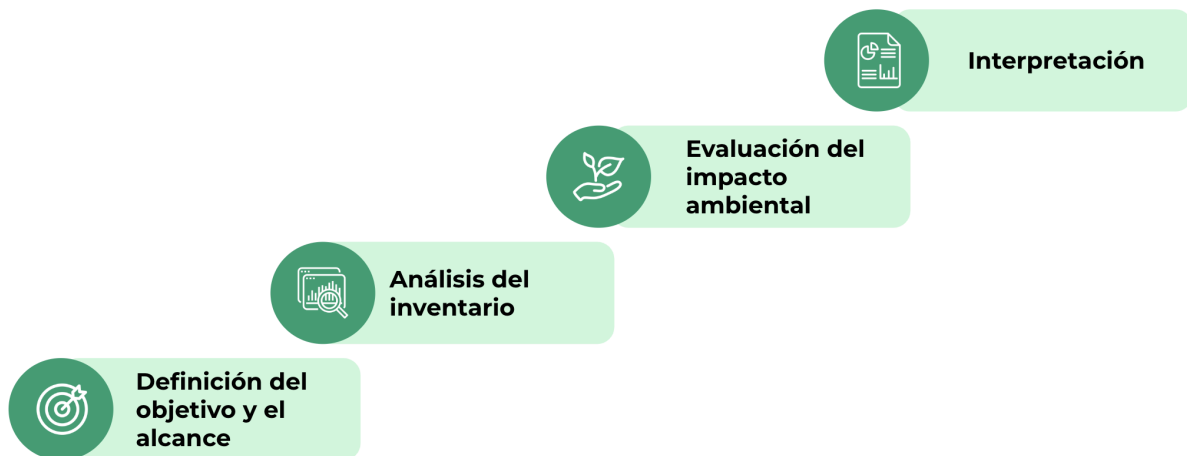 Interpretación
Evaluación del
impacto
ambiental
Análisis del
inventario
Definición del
objetivo y el
alcance